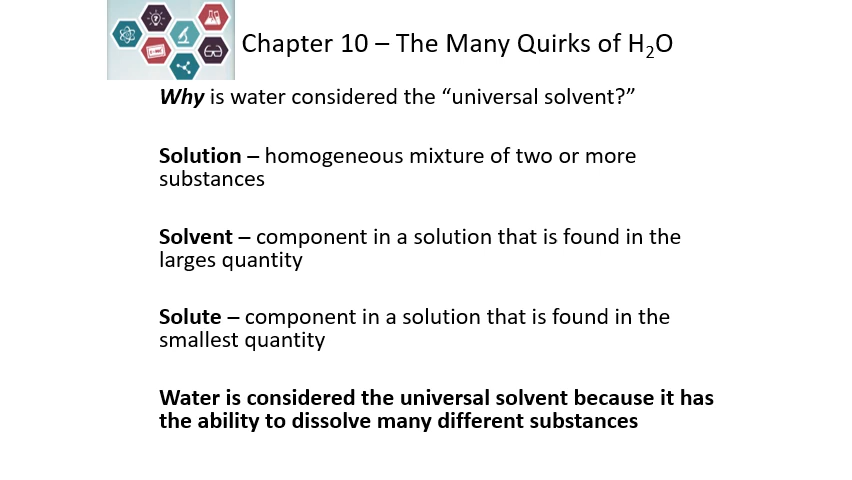 Chapter 10 – The Many Quirks of H₂O
Why is water considered the “universal solvent?”
Solution – homogeneous mixture of two or more
substances
Solvent – component in a solution that is found in the
larges quantity
Solute – component in a solution that is found in the
smallest quantity
Water is considered the universal solvent because it has
the ability to dissolve many different substances